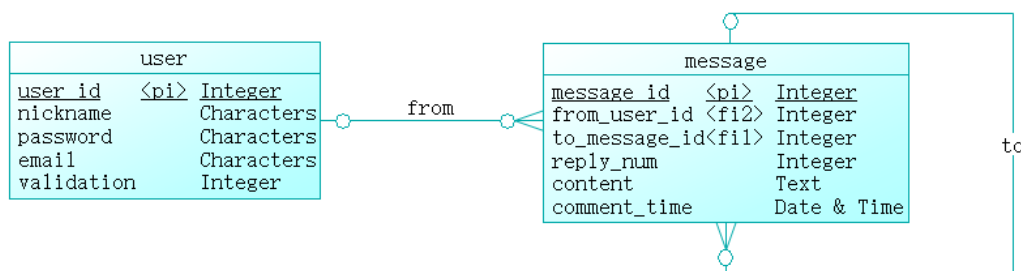 user
user_id <pi> Integer
nickname Characters
password Characters
email Characters
validation Integer
from
message
message_id <pi> Integer
from_user_id <fi2> Integer
to_message_id<fi1> Integer
reply_num Integer
content Text
comment_time Date & Time
to